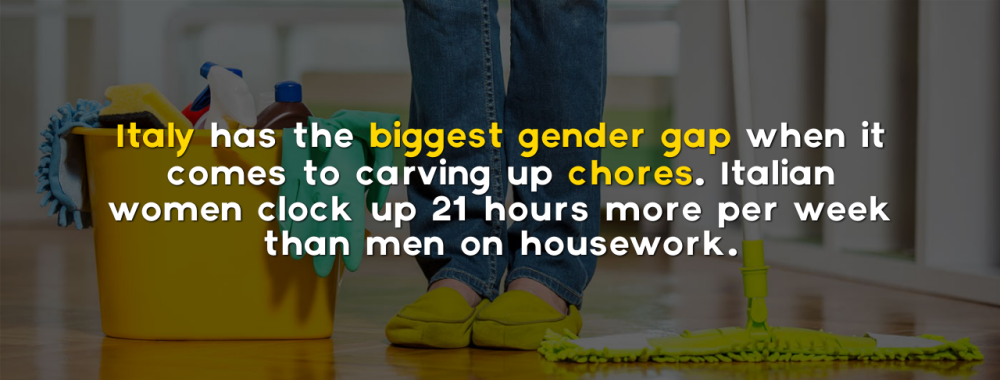 Italy has the biggest gender gap when it
comes to carving up chores. Italian
women clock up 21 hours more per week
than men on housework.